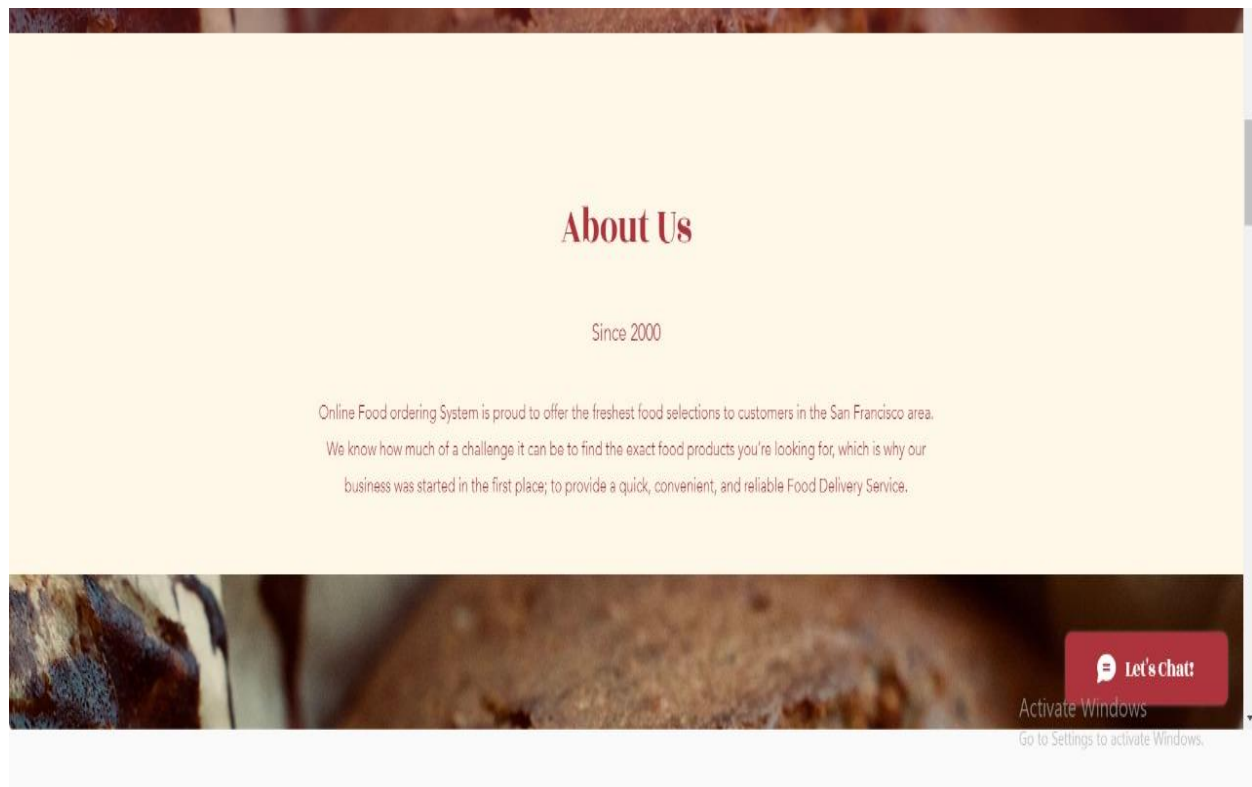 About Us
Since 2000
Online Food ordering System is proud to offer the freshest food selections to customers in the San Francisco area.
We know how much of a challenge it can be to find the exact food products you're looking for, which is why our
business was started in the first place; to provide a quick, convenient, and reliable Food Delivery Service.
Let's Chat!
Activate Windows
Go to Settings to activate Windows.